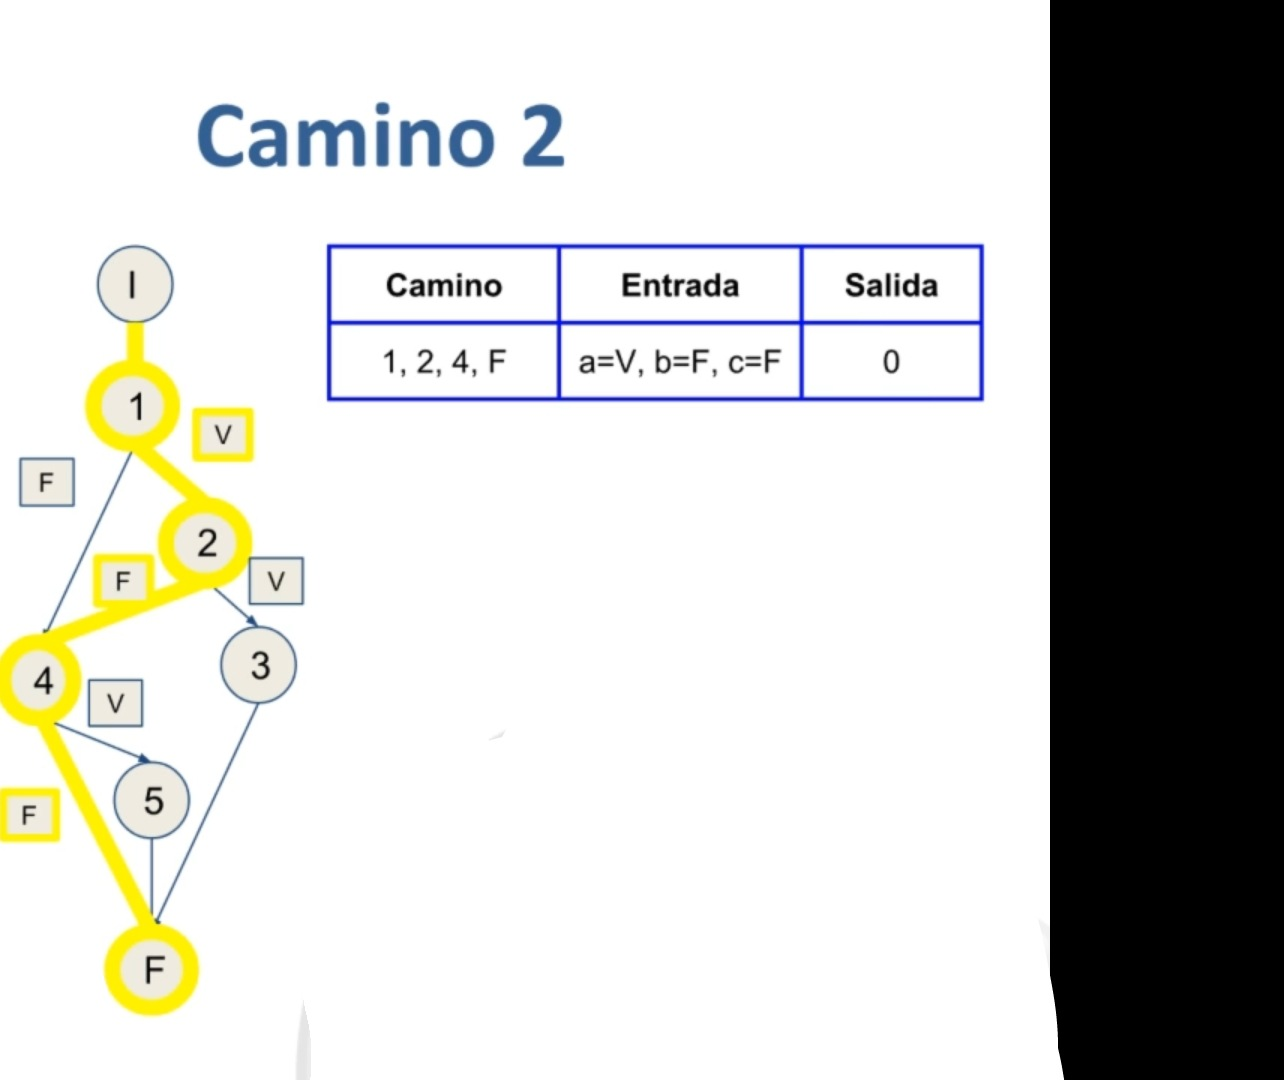 Camino 2
I
Camino Entrada Salida
1, 2, 4, F a=V, b=F, c=F 0
1
V
F
2
F
V
3
4
V
5
F
F